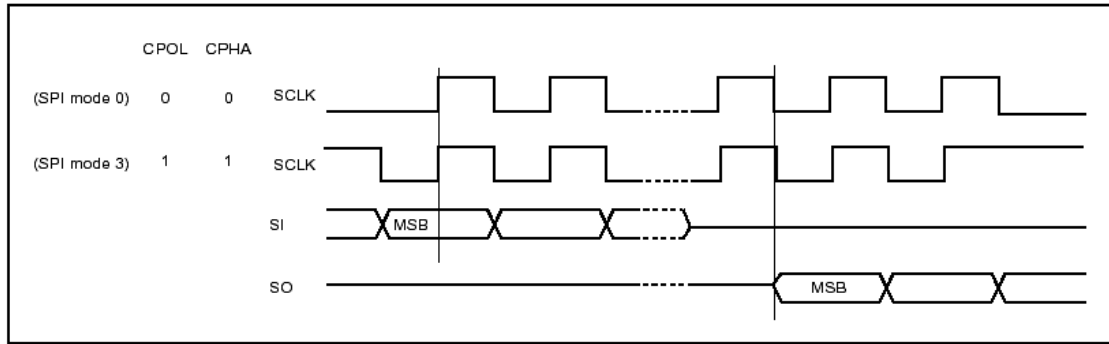 CPOL CPHA
(SPI mode 0) 0 0 SCLK
(SPI mode 3) 1 1 SCLK
SI MSB
SO MSB